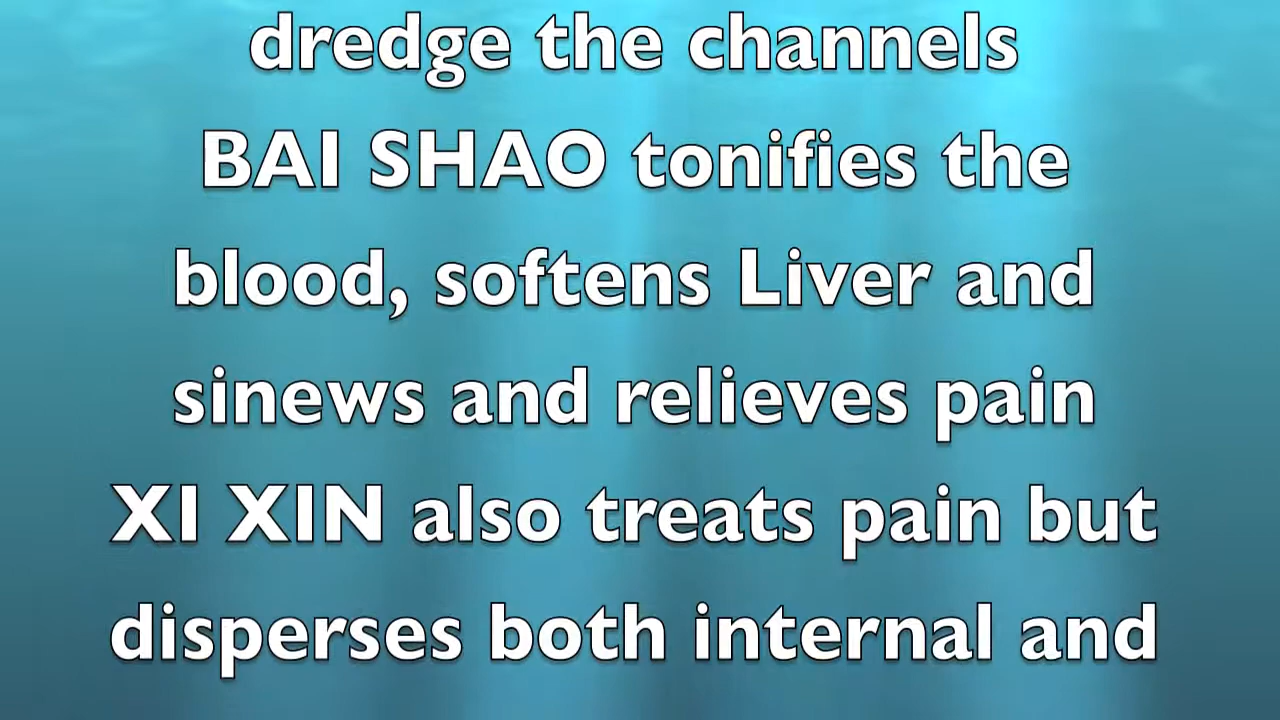 dredge the channels
BAI SHAO tonifies the
blood, softens Liver and
sinews and relieves pain
XI XIN also treats pain but
disperses both internal and